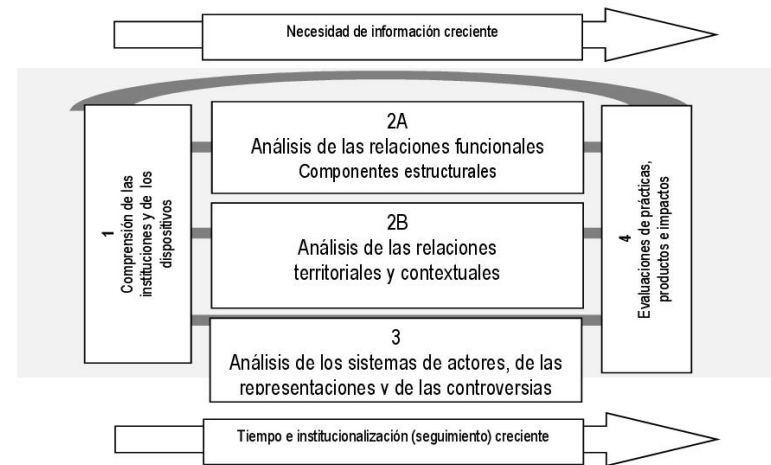 Necesidad de información creciente
1
Comprensión de las
instituciones y de los
dispositivos
2A
Análisis de las relaciones funcionales
Componentes estructurales
2B
Análisis de las relaciones
territoriales y contextuales
3
Análisis de los sistemas de actores, de las
representaciones y de las controversias
4
Evaluaciones de prácticas,
productos e impactos
Tiempo e institucionalización (seguimiento) creciente